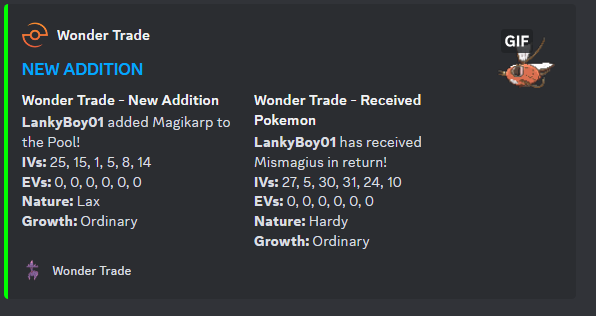 Wonder Trade
GIF
NEW ADDITION
Wonder Trade - New Addition
LankyBoy01 added Magikarp to
the Pool!
IVs: 25, 15, 1, 5, 8, 14
EVs: 0, 0, 0, 0, 0, 0
Nature: Lax
Growth: Ordinary
Wonder Trade - Received
Pokemon
LankyBoy01 has received
Mismagius in return!
IVs: 27, 5, 30, 31, 24, 10
EVs: 0, 0, 0, 0, 0, 0
Nature: Hardy
Growth: Ordinary
Wonder Trade